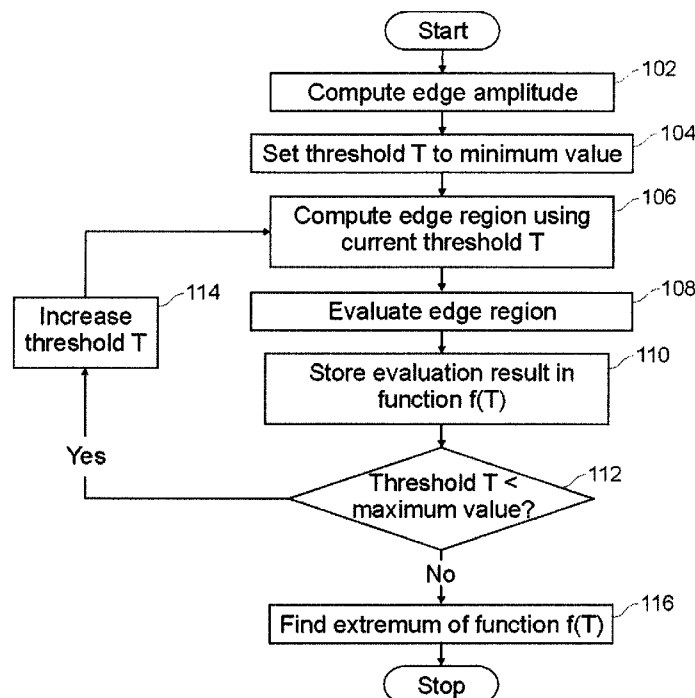 Start
102
Compute edge amplitude
104
Set threshold T to minimum value
106
Compute edge region using
current threshold T
108
Evaluate edge region
110
Store evaluation result in
function f(T)
112
Threshold T <
maximum value?
Yes
114
Increase
threshold T
No
116
Find extremum of function f(T)
Stop